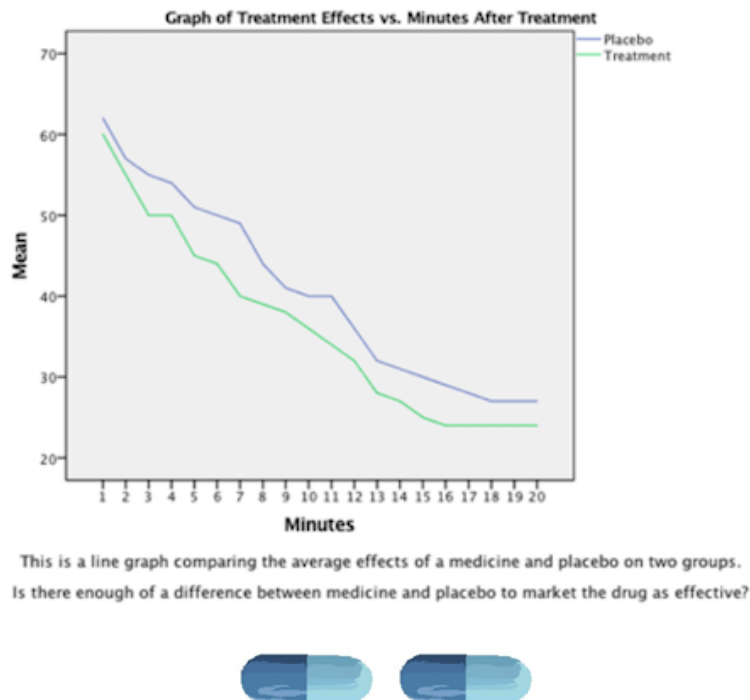 Graph of Treatment Effects vs. Minutes After Treatment
Placebo
Treatment
70
60
50
40
30
20
Mean
1 2 3 4 5 6 7 8 9 10 11 12 13 14 15 16 17 18 19 20
Minutes
This is a line graph comparing the average effects of a medicine and placebo on two groups.
Is there enough of a difference between medicine and placebo to market the drug as effective?